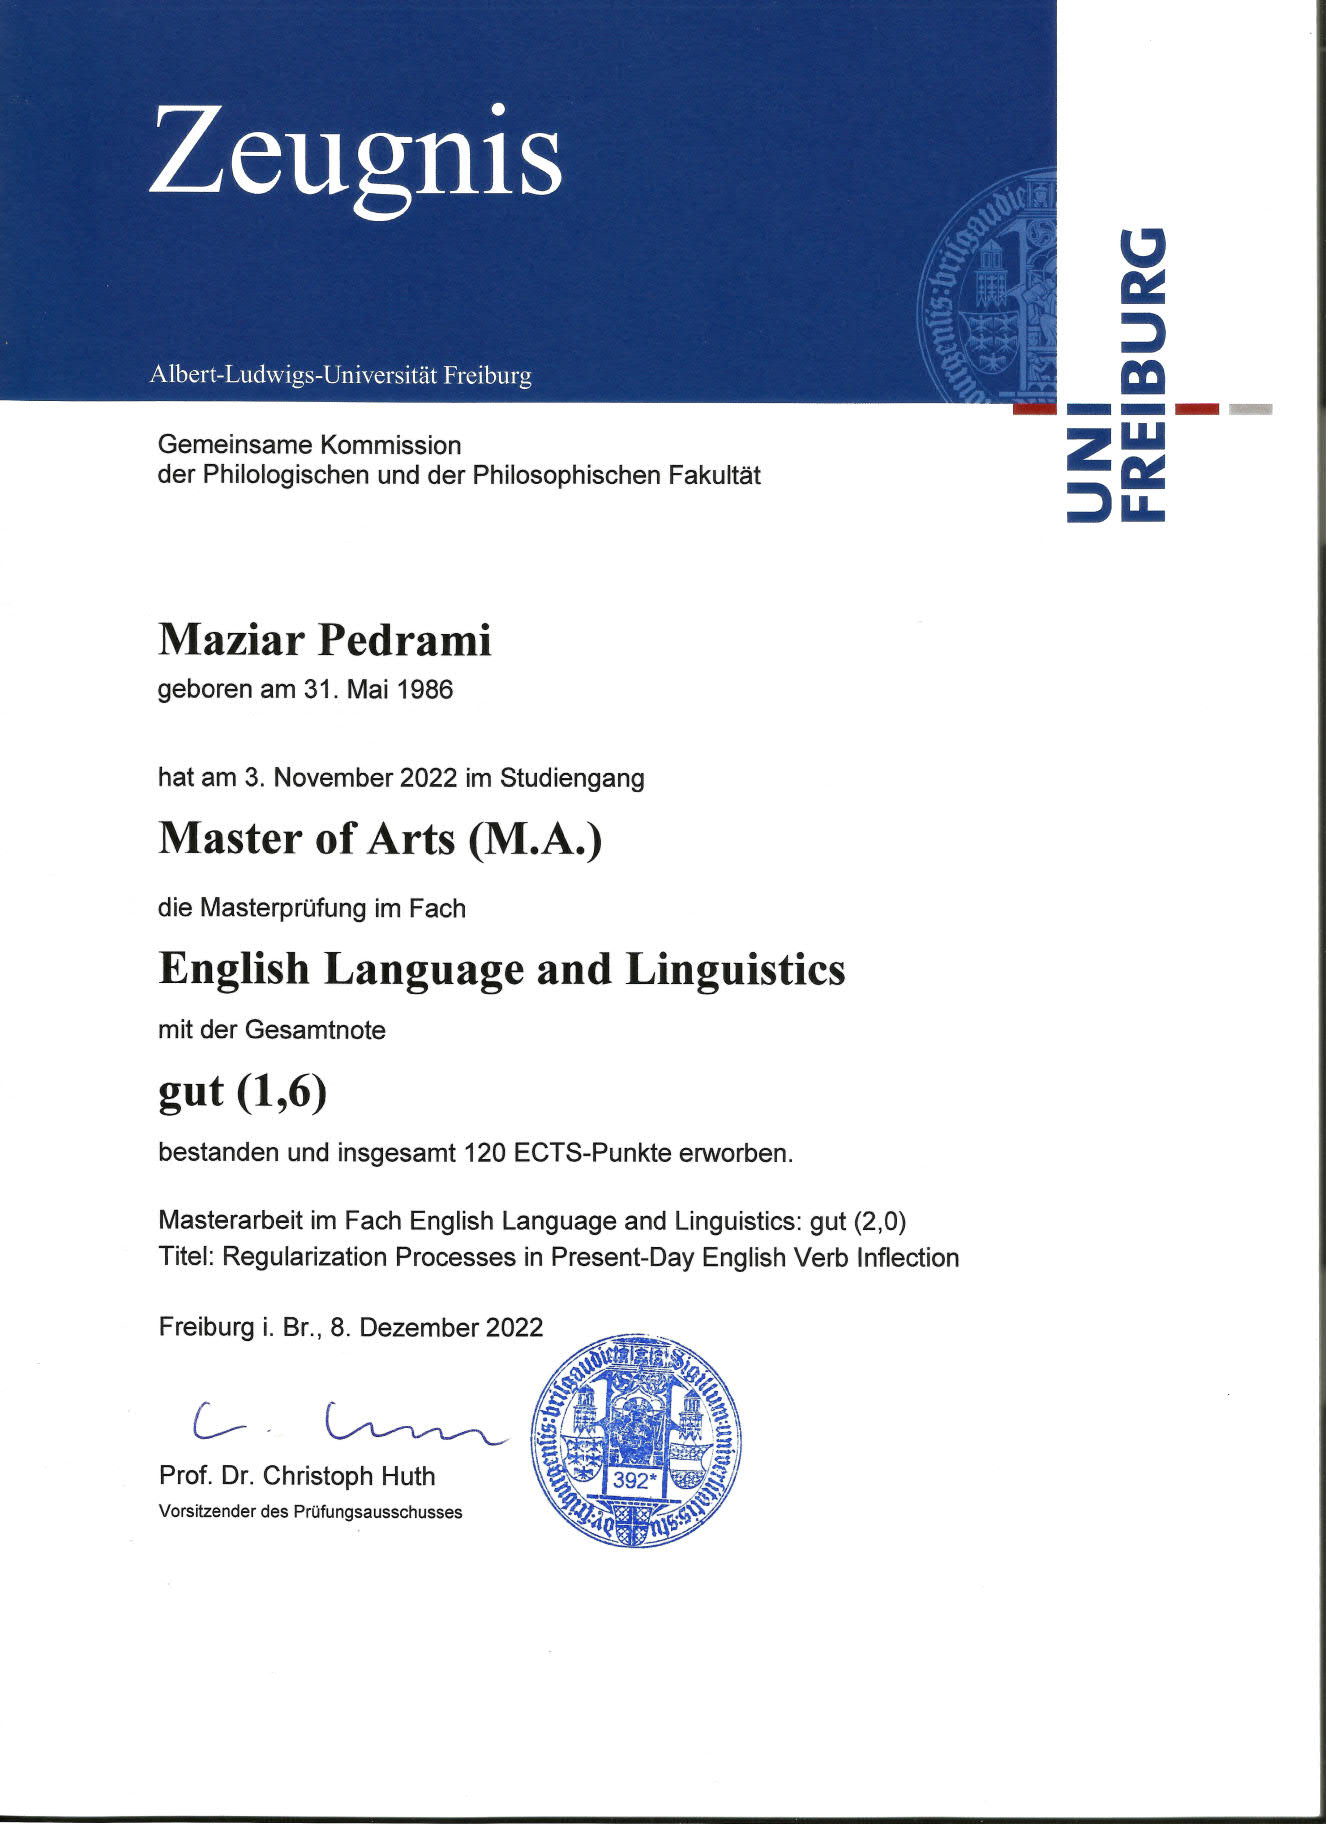 Zeugnis
Albert-Ludwigs-Universität Freiburg
UNI
FREIBURG
Gemeinsame Kommission
der Philologischen und der Philosophischen Fakultät
Maziar Pedrami
geboren am 31. Mai 1986
hat am 3. November 2022 im Studiengang
Master of Arts (M.A.)
die Masterprüfung im Fach
English Language and Linguistics
mit der Gesamtnote
gut (1,6)
bestanden und insgesamt 120 ECTS-Punkte erworben.
Masterarbeit im Fach English Language and Linguistics: gut (2,0)
Titel: Regularization Processes in Present-Day English Verb Inflection
Freiburg i. Br., 8. Dezember 2022
392*
Prof. Dr. Christoph Huth
Vorsitzender des Prüfungsausschusses